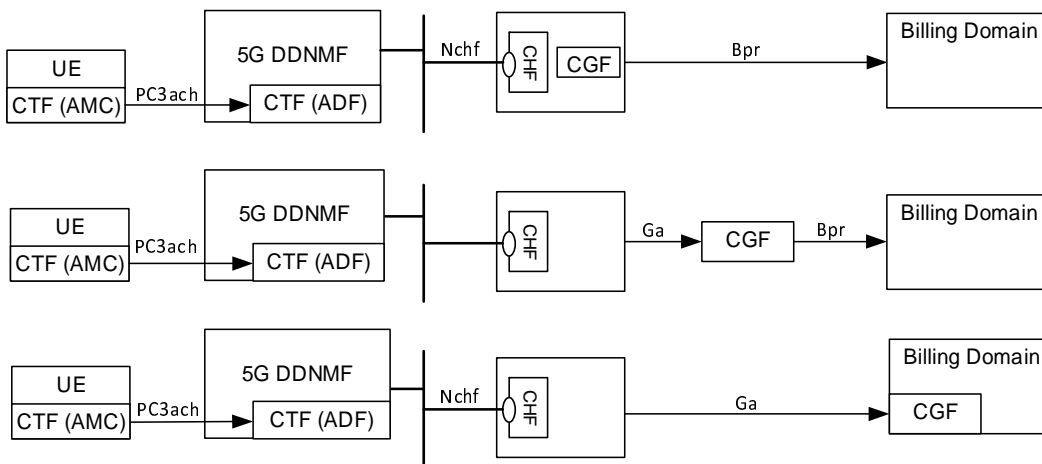 UE
CTF (AMC)
PC3ach
5G DDNMF
CTF (ADF)
Nchf
CHF
CGF
Bpr
Billing Domain
UE
CTF (AMC)
PC3ach
5G DDNMF
CTF (ADF)
CHF
Ga
CGF
Bpr
Billing Domain
UE
CTF (AMC)
PC3ach
5G DDNMF
CTF (ADF)
Nchf
CHF
Ga
Billing Domain
CGF